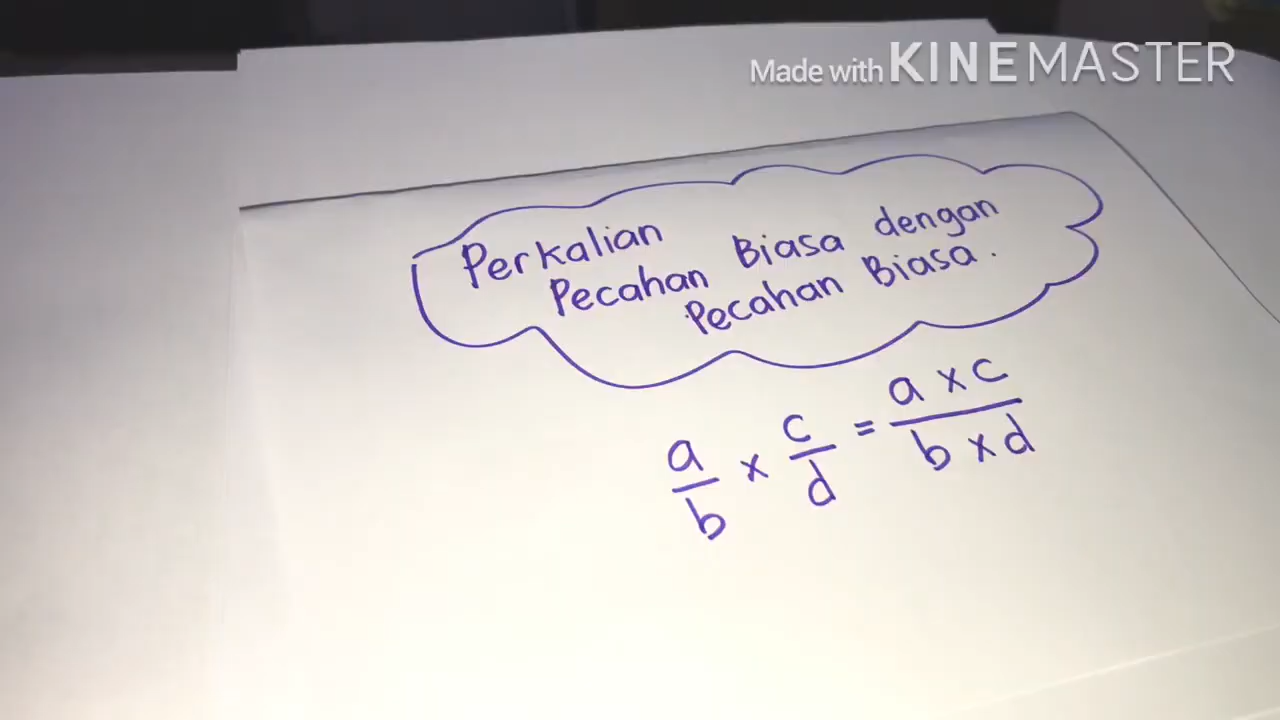 Made with KINEMASTER
Perkalian
Pecahan Biasa dengan
Pecahan Biasa.
a/b x c/d = a x c / b x d